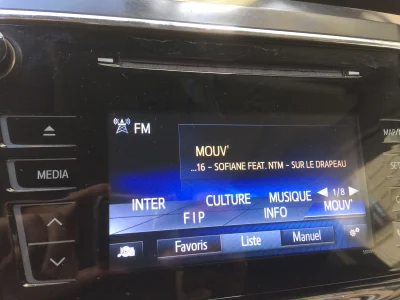 FM
MOUV'
...16 - SOFIANE FEAT. NTM - SUR LE DRAPEAU
MEDIA
1/8
INTER CULTURE MUSIQUE MOUV'
FIP INFO
Favoris Liste Manuel